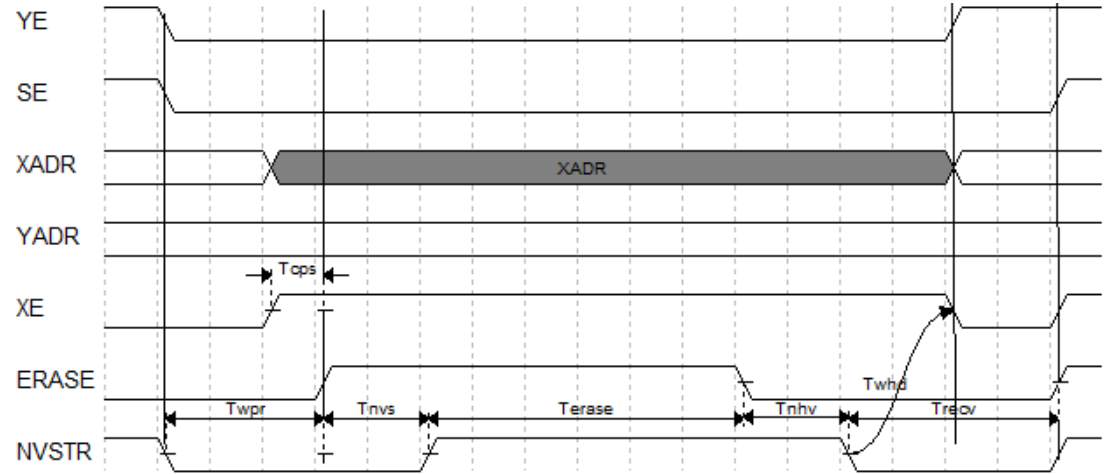 YE
SE
XADR XADR
YADR
Tcps
XE
ERASE Twhd
Twpr Tnvs Terase Tnhv Trecv
NVSTR